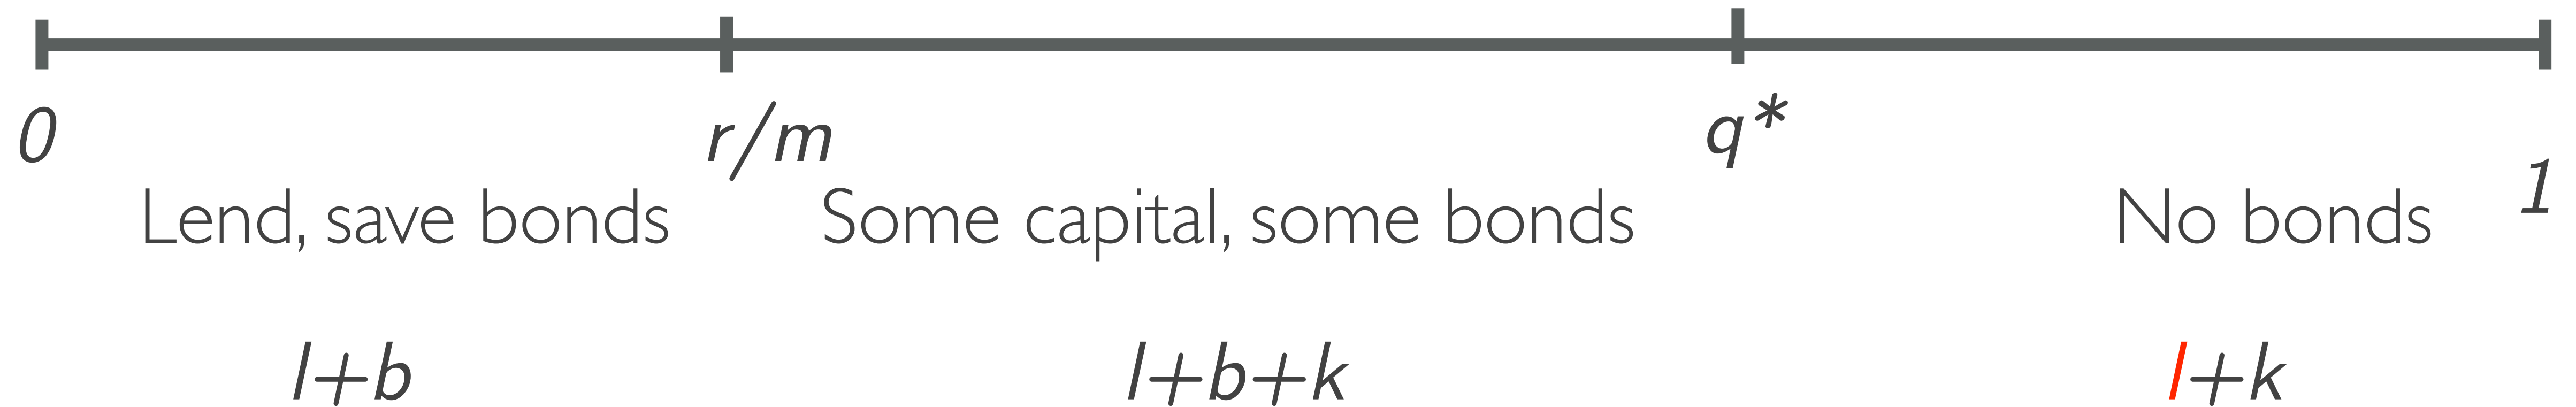 0 r/m q* 1
Lend, save bonds Some capital, some bonds No bonds
l+b l+b+k l+k